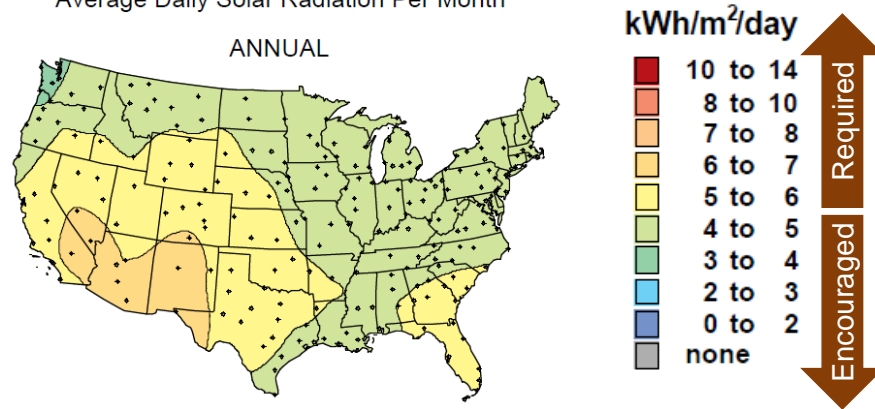 Average Daily Solar Radiation Per Month
ANNUAL
kWh/m²/day
10 to 14
8 to 10
7 to 8
6 to 7
5 to 6
4 to 5
3 to 4
2 to 3
0 to 2
none
Required
Encouraged